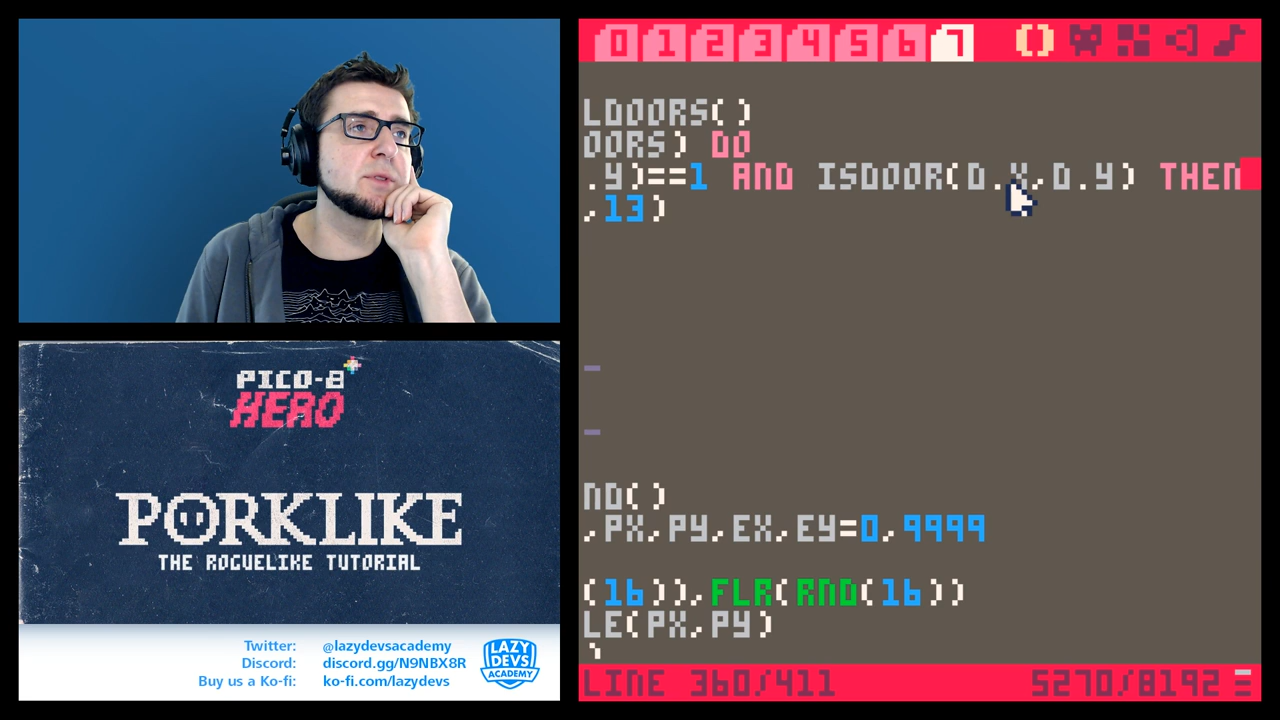 0 1 2 3 4 5 6 7 ()
LDOORS()
OORS) DO
.Y)==1 AND ISDOOR(D.X,D.Y) THEN
,13)
ND()
,PX,PY,EX,EY=0,9999
(16)),FLR(RND(16))
LE(PX,PY)
LINE 360/411 5270/8192
PICO-8
HERO
PORKLIKE
THE ROGUELIKE TUTORIAL
Twitter: @lazydevsacademy
Discord: discord.gg/N9NBX8R
Buy us a Ko-fi: ko-fi.com/lazydevs
LAZY
DEVS
ACADEMY